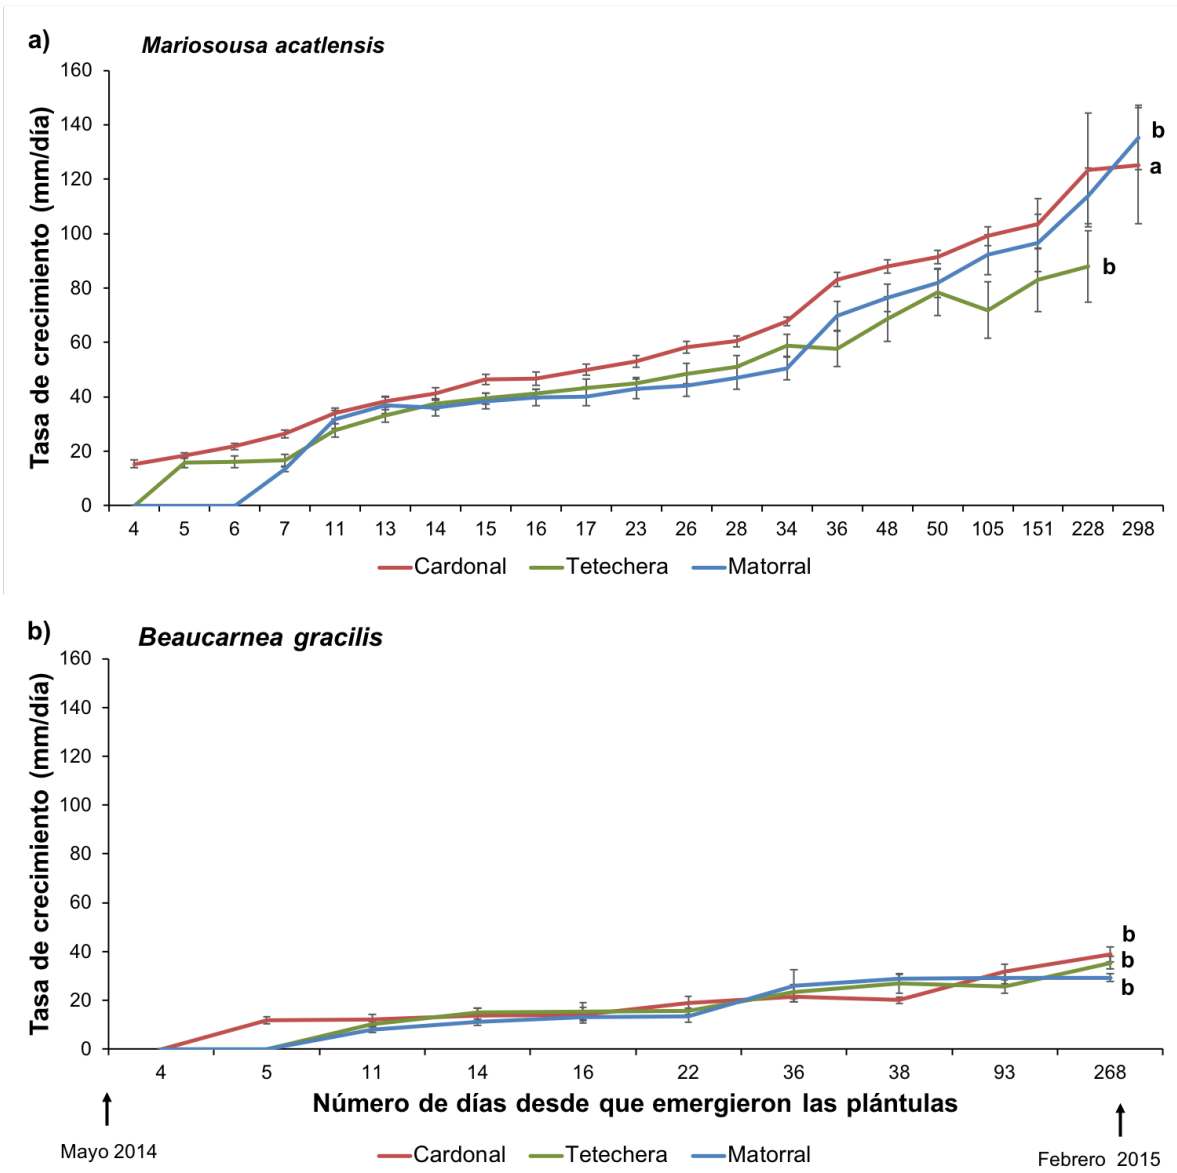 a)
Mariosousa acatlensis
Tasa de crecimiento (mm/día)
160
140
120
100
80
60
40
20
0
b
a
b
4 5 6 7 11 13 14 15 16 17 23 26 28 34 36 48 50 105 151 228 298
Cardonal Tetechera Matorral
b)
Beaucarnea gracilis
Tasa de crecimiento (mm/día)
160
140
120
100
80
60
40
20
0
b
b
b
4 5 11 14 16 22 36 38 93 268
Número de días desde que emergieron las plántulas
Mayo 2014
Febrero 2015
Cardonal Tetechera Matorral